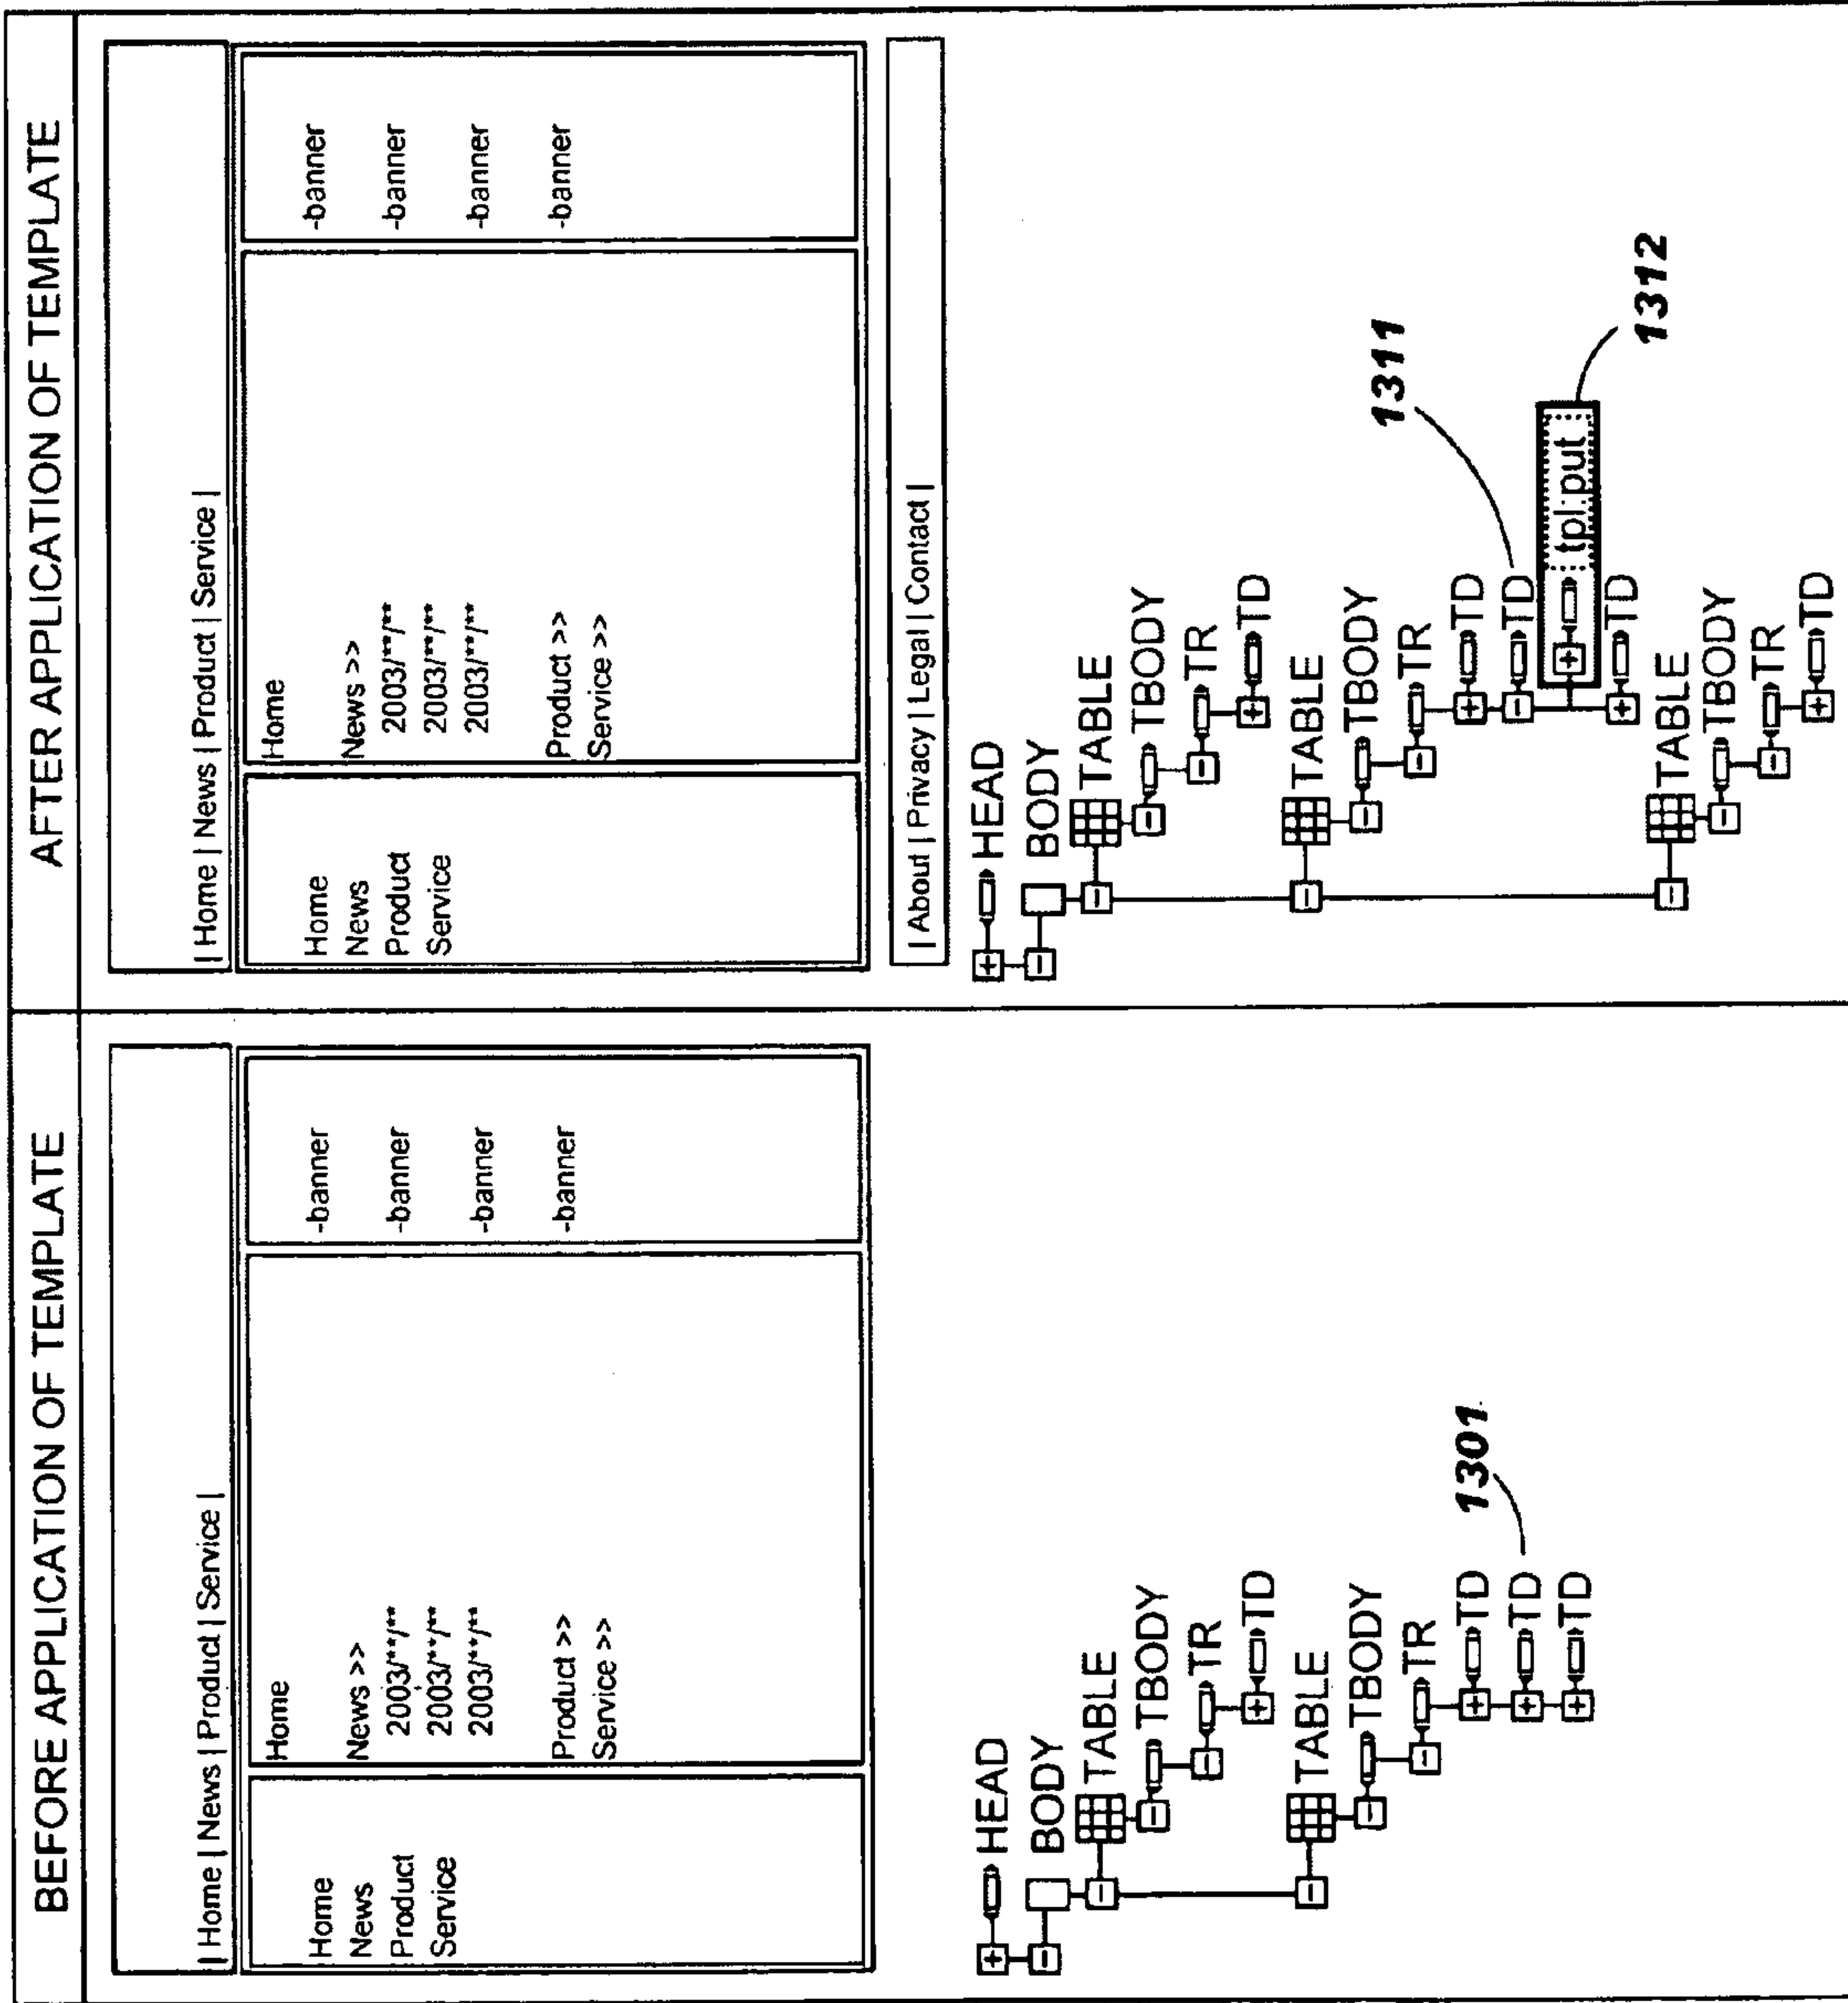 BEFORE APPLICATION OF TEMPLATE
| Home | News | Product | Service |
Home
News
Product
Service
Home
News >>
2003/**/**
2003/**/**
2003/**/**
Product >>
Service >>
-banner
-banner
-banner
-banner
HEAD
BODY
TABLE
TBODY
TR
TD
TABLE
TBODY
TR
TD
TD
TD
1301
AFTER APPLICATION OF TEMPLATE
| Home | News | Product | Service |
Home
News
Product
Service
Home
News >>
2003/**/**
2003/**/**
2003/**/**
Product >>
Service >>
-banner
-banner
-banner
-banner
| About | Privacy | Legal | Contact |
HEAD
BODY
TABLE
TBODY
TR
TD
TABLE
TBODY
TR
TD
TD
1311
tpl:put
1312
TD
TABLE
TBODY
TR
TD